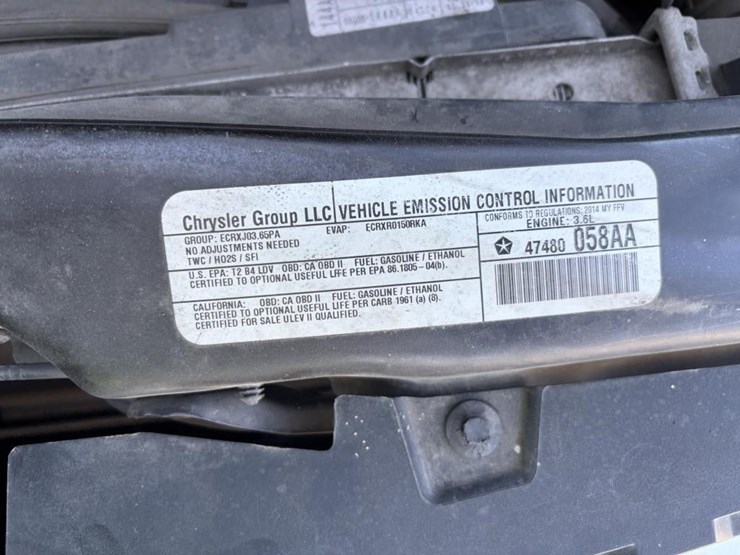 Chrysler Group LLC VEHICLE EMISSION CONTROL INFORMATION
GROUP: ECRXJ03.65PA EVAP: ECRXR0150RKA
NO ADJUSTMENTS NEEDED
TWC / HO2S / SFI
CONFORMS TO REGULATIONS: 2014 MY FFV
ENGINE: 3.6L
47480 058AA
U.S. EPA: T2 B4 LDV OBD: CA OBD II FUEL: GASOLINE / ETHANOL
CERTIFIED TO OPTIONAL USEFUL LIFE PER EPA 86.1805-04(b).
CALIFORNIA: OBD: CA OBD II FUEL: GASOLINE / ETHANOL
CERTIFIED TO OPTIONAL USEFUL LIFE PER CARB 1961 (a) (8).
CERTIFIED FOR SALE ULEV II QUALIFIED.